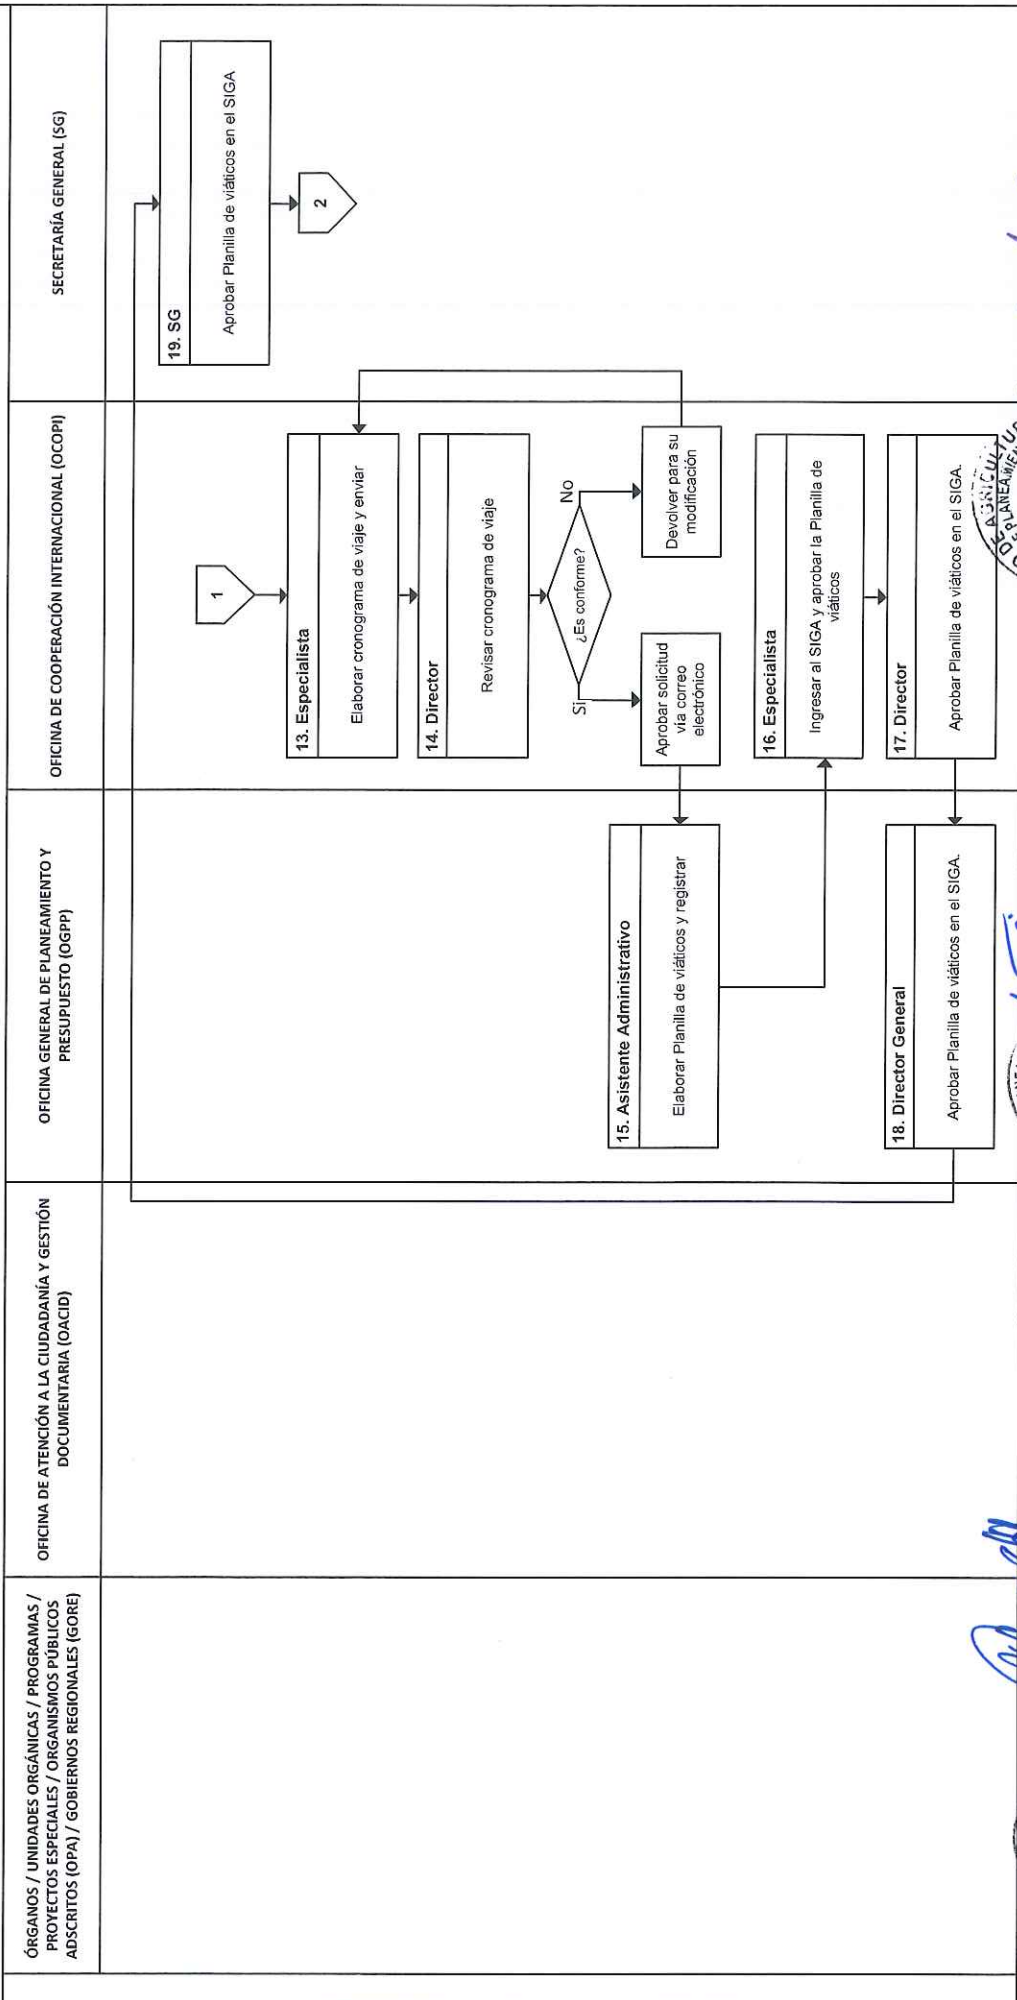 ÓRGANOS / UNIDADES ORGÁNICAS / PROGRAMAS /
PROYECTOS ESPECIALES / ORGANISMOS PÚBLICOS
ADSCRITOS (OPA) / GOBIERNOS REGIONALES (GORE)
OFICINA DE ATENCIÓN A LA CIUDADANÍA Y GESTIÓN
DOCUMENTARIA (OACID)
OFICINA GENERAL DE PLANEAMIENTO Y
PRESUPUESTO (OGPP)
OFICINA DE COOPERACIÓN INTERNACIONAL (OCOPI)
SECRETARÍA GENERAL (SG)
1
13. Especialista
Elaborar cronograma de viaje y enviar
14. Director
Revisar cronograma de viaje
¿Es conforme?
Si
No
Aprobar solicitud
vía correo
electrónico
Devolver para su
modificación
15. Asistente Administrativo
Elaborar Planilla de viáticos y registrar
16. Especialista
Ingresar al SIGA y aprobar la Planilla de
viáticos
17. Director
Aprobar Planilla de viáticos en el SIGA.
18. Director General
Aprobar Planilla de viáticos en el SIGA.
19. SG
Aprobar Planilla de viáticos en el SIGA
2